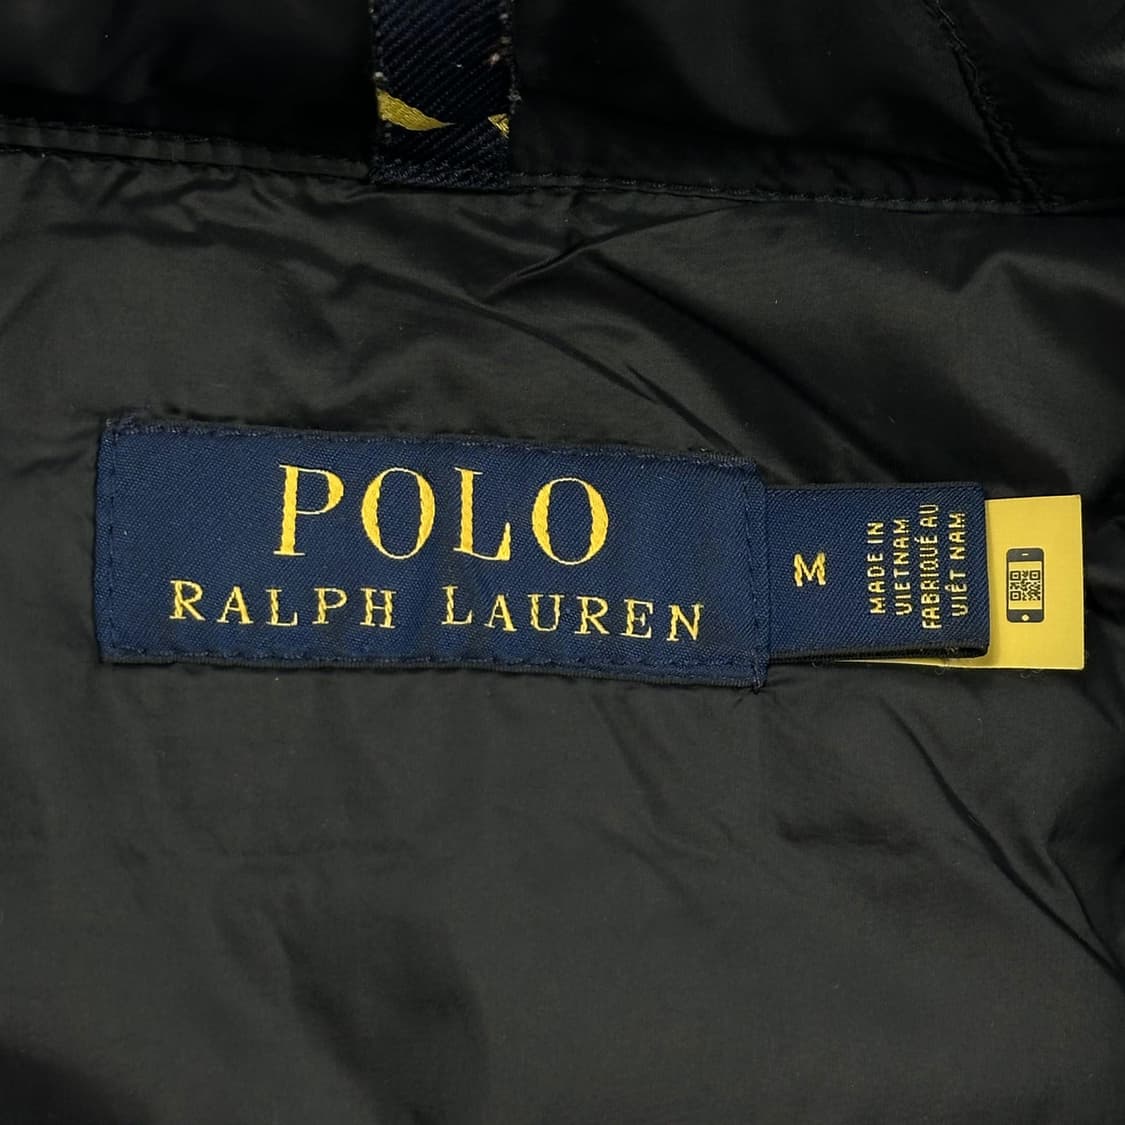 POLO
RALPH LAUREN
M
MADE IN
VIETNAM
FABRIQUÉ AU
VIÊT NAM